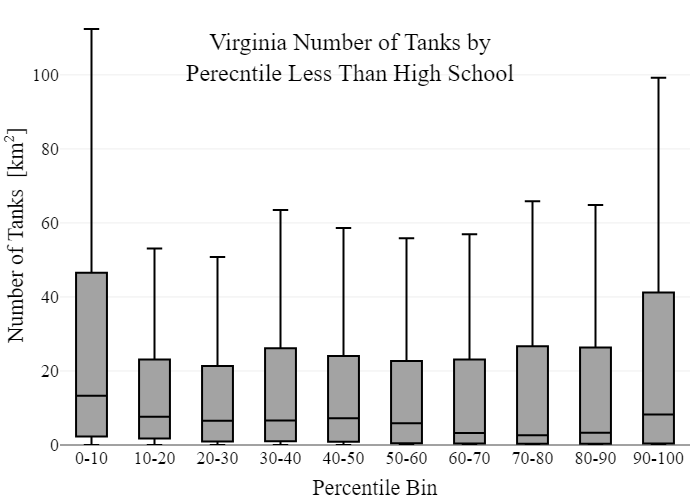 Virginia Number of Tanks by
Perecntile Less Than High School
Number of Tanks [km²]
100
80
60
40
20
0
0-10 10-20 20-30 30-40 40-50 50-60 60-70 70-80 80-90 90-100
Percentile Bin